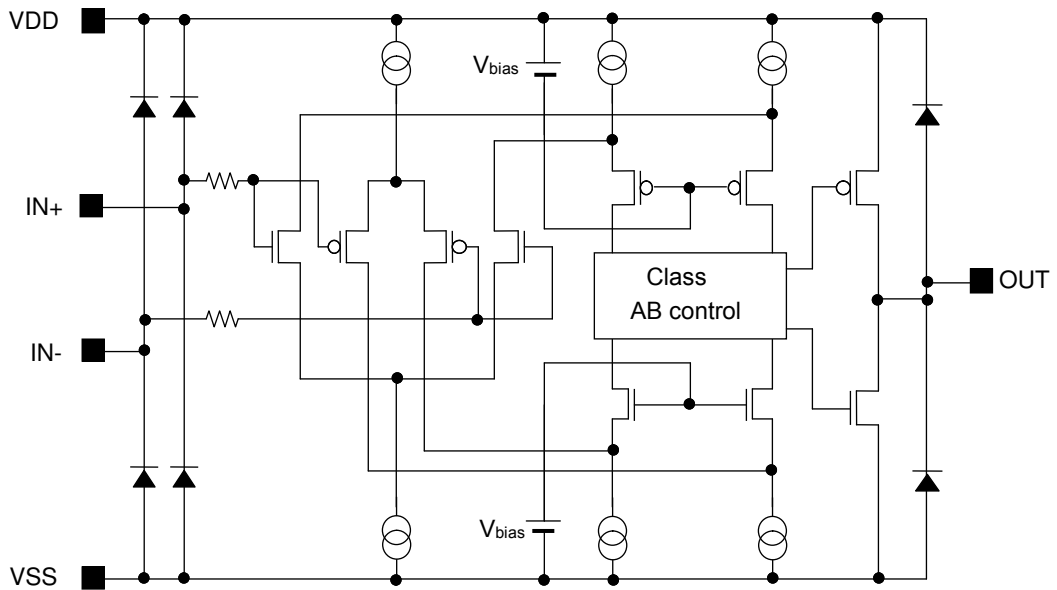 VDD
Vbias
IN+
Class
AB control
OUT
IN-
Vbias
VSS